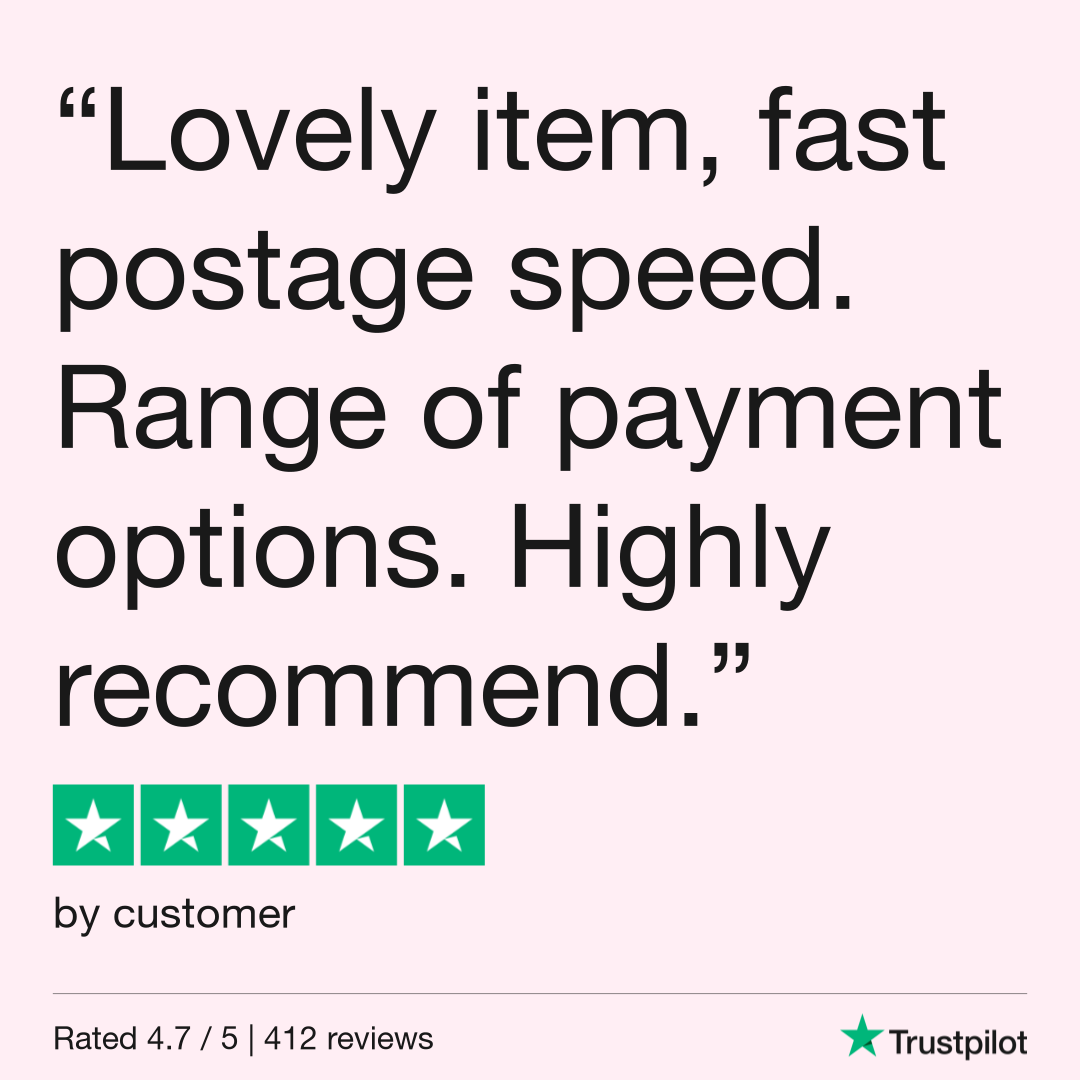 “Lovely item, fast
postage speed.
Range of payment
options. Highly
recommend.”
by customer
Rated 4.7 / 5 | 412 reviews
Trustpilot